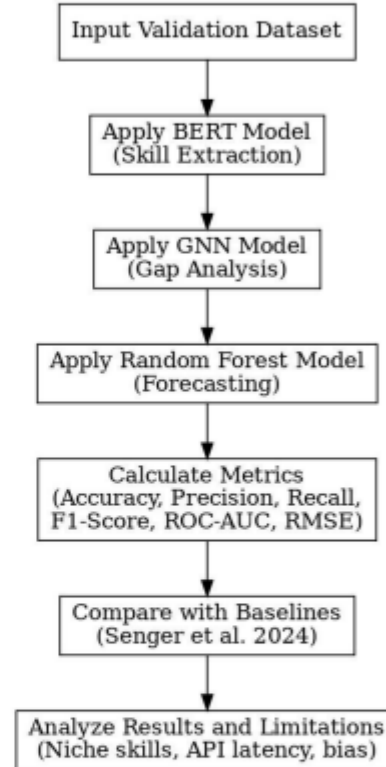 Input Validation Dataset
Apply BERT Model
(Skill Extraction)
Apply GNN Model
(Gap Analysis)
Apply Random Forest Model
(Forecasting)
Calculate Metrics
(Accuracy, Precision, Recall,
F1-Score, ROC-AUC, RMSE)
Compare with Baselines
(Senger et al. 2024)
Analyze Results and Limitations
(Niche skills, API latency, bias)